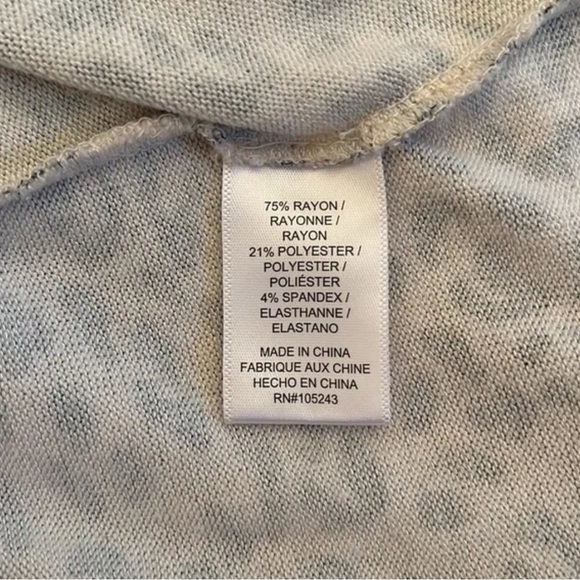 75% RAYON /
RAYONNE /
RAYON
21% POLYESTER /
POLYESTER /
POLIÉSTER
4% SPANDEX /
ELASTHANNE /
ELASTANO
MADE IN CHINA
FABRIQUE AUX CHINE
HECHO EN CHINA
RN#105243